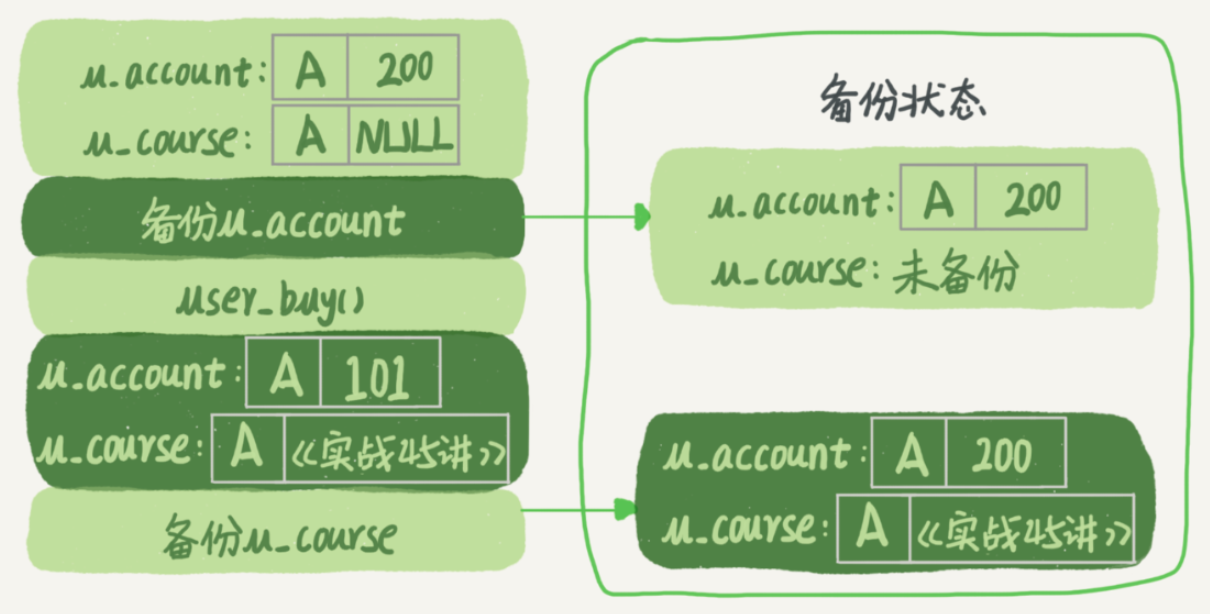 u_account: A 200
u_course: A NULL
备份u_account
user_buy()
u_account: A 101
u_course: A 《实战45讲》
备份u_course
备份状态
u_account: A 200
u_course: 未备份
u_account: A 200
u_course: A 《实战45讲》